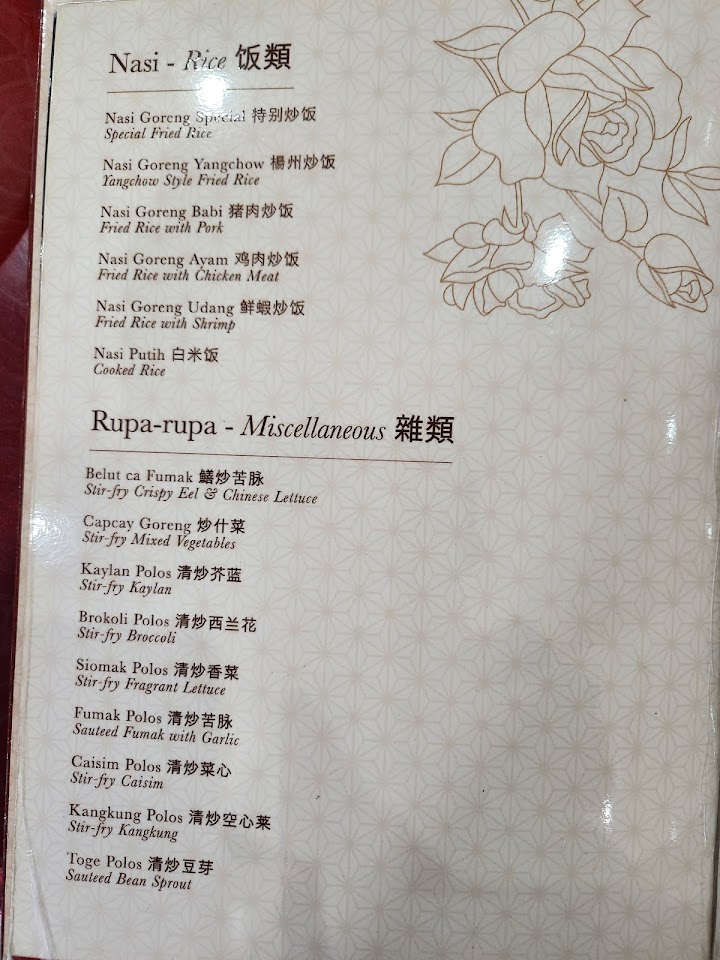 Nasi - Rice 饭類
Nasi Goreng Special 特别炒饭
Special Fried Rice
Nasi Goreng Yangchow 楊州炒饭
Yangchow Style Fried Rice
Nasi Goreng Babi 猪肉炒饭
Fried Rice with Pork
Nasi Goreng Ayam 鸡肉炒饭
Fried Rice with Chicken Meat
Nasi Goreng Udang 鲜蝦炒饭
Fried Rice with Shrimp
Nasi Putih 白米饭
Cooked Rice
Rupa-rupa - Miscellaneous 雜類
Belut ca Fumak 鱔炒苦脉
Stir-fry Crispy Eel & Chinese Lettuce
Capcay Goreng 炒什菜
Stir-fry Mixed Vegetables
Kaylan Polos 清炒芥蓝
Stir-fry Kaylan
Brokoli Polos 清炒西兰花
Stir-fry Broccoli
Siomak Polos 清炒香菜
Stir-fry Fragrant Lettuce
Fumak Polos 清炒苦脉
Sauteed Fumak with Garlic
Caisim Polos 清炒菜心
Stir-fry Caisim
Kangkung Polos 清炒空心莱
Stir-fry Kangkung
Toge Polos 清炒豆芽
Sauteed Bean Sprout